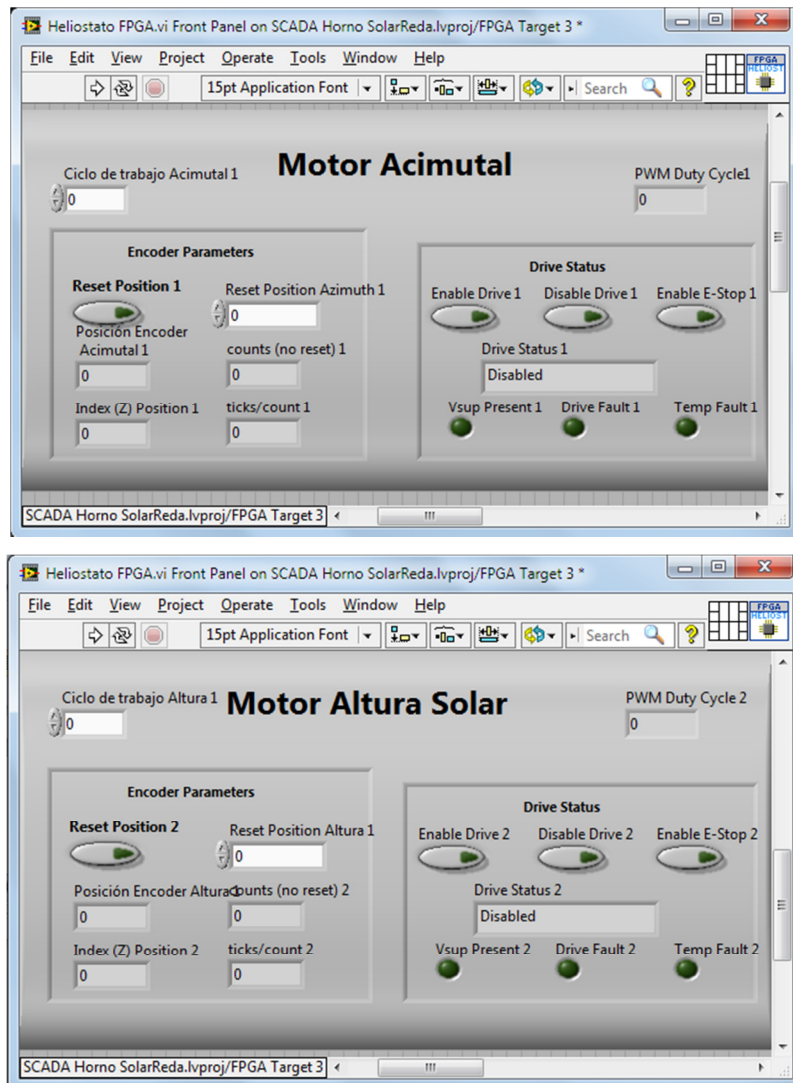 Heliostato FPGA.vi Front Panel on SCADA Horno SolarReda.lvproj/FPGA Target 3 *
File Edit View Project Operate Tools Window Help
15pt Application Font Search
FPGA
HELIOST
Motor Acimutal
Ciclo de trabajo Acimutal 1
0
PWM Duty Cycle1
0
Encoder Parameters
Reset Position 1
Reset Position Azimuth 1
0
Posición Encoder
Acimutal 1
0
counts (no reset) 1
0
Index (Z) Position 1
0
ticks/count 1
0
Drive Status
Enable Drive 1 Disable Drive 1 Enable E-Stop 1
Drive Status 1
Disabled
Vsup Present 1 Drive Fault 1 Temp Fault 1
SCADA Horno SolarReda.lvproj/FPGA Target 3
Heliostato FPGA.vi Front Panel on SCADA Horno SolarReda.lvproj/FPGA Target 3 *
File Edit View Project Operate Tools Window Help
15pt Application Font Search
FPGA
HELIOST
Ciclo de trabajo Altura 1
0
Motor Altura Solar
PWM Duty Cycle 2
0
Encoder Parameters
Reset Position 2
Reset Position Altura 1
0
Posición Encoder Altura
0
counts (no reset) 2
0
Index (Z) Position 2
0
ticks/count 2
0
Drive Status
Enable Drive 2 Disable Drive 2 Enable E-Stop 2
Drive Status 2
Disabled
Vsup Present 2 Drive Fault 2 Temp Fault 2
SCADA Horno SolarReda.lvproj/FPGA Target 3